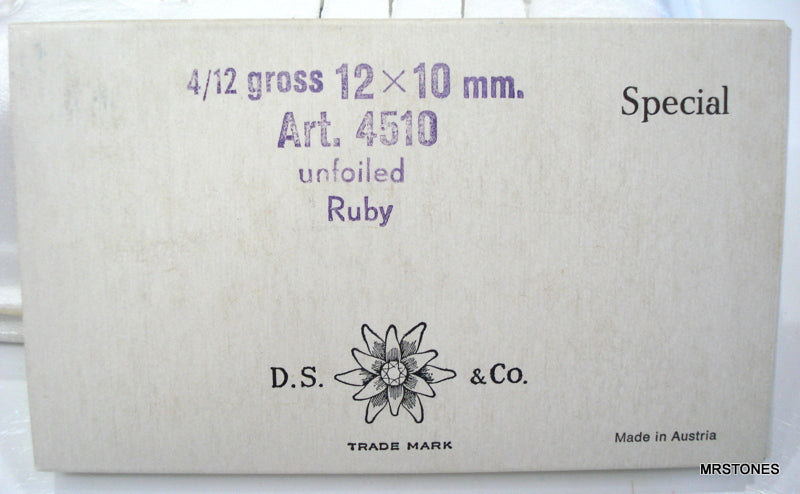 4/12 gross 12×10 mm.
Special
Art. 4510
unfoiled
Ruby
D.S. & Co.
TRADE MARK
Made in Austria
MRSTONES